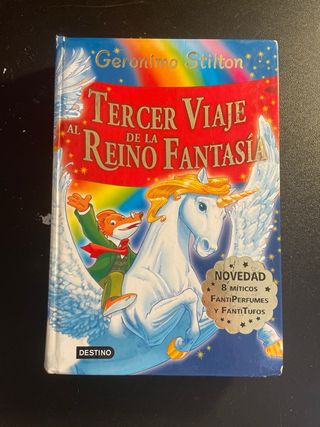 Geronimo Stilton
TERCER VIAJE
AL
DE LA
REINO FANTASÍA
NOVEDAD
8 MÍTICOS
FANTIPERFUMES
Y FANTITUFOS
DESTINO